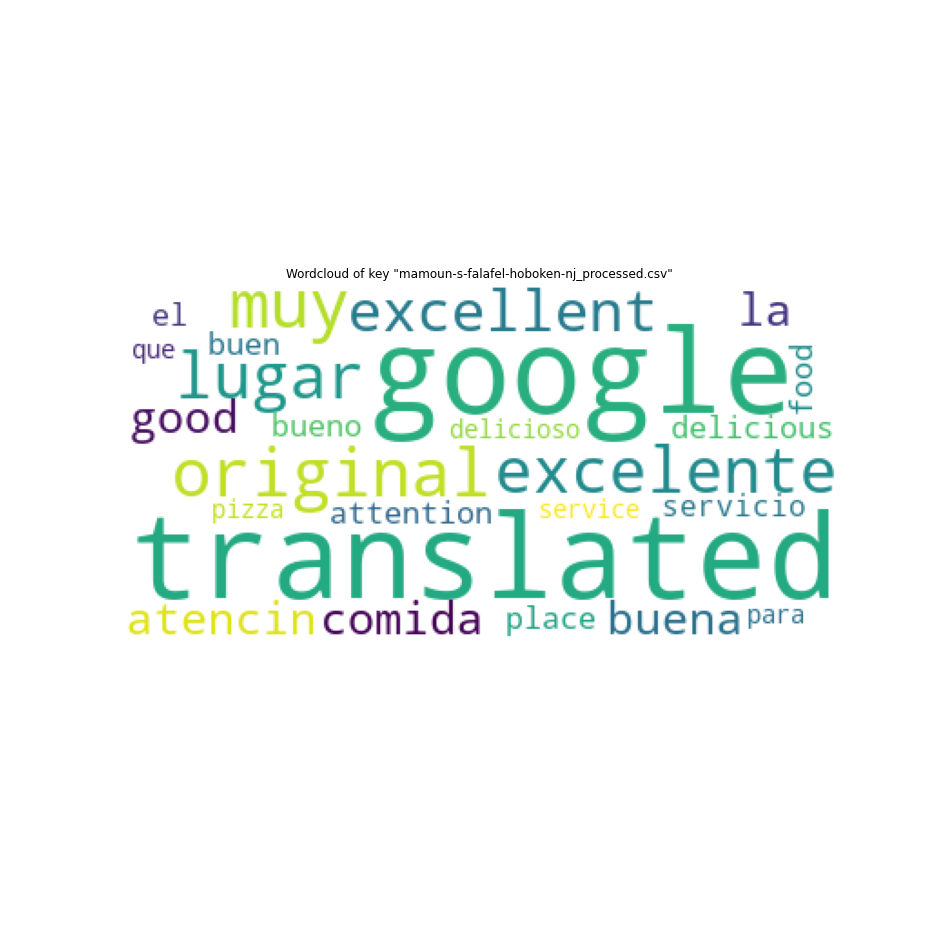 Wordcloud of key "mamoun-s-falafel-hoboken-nj_processed.csv"
el muy excellent la
que buen lugar google food
good bueno delicioso delicious
original excelente
pizza attention service servicio
translated
atencin comida place buena para